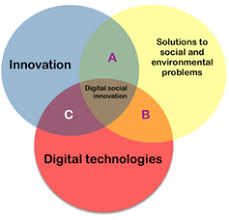 Innovation
A
Solutions to
social and
environmental
problems
Digital social
innovation
C
B
Digital technologies